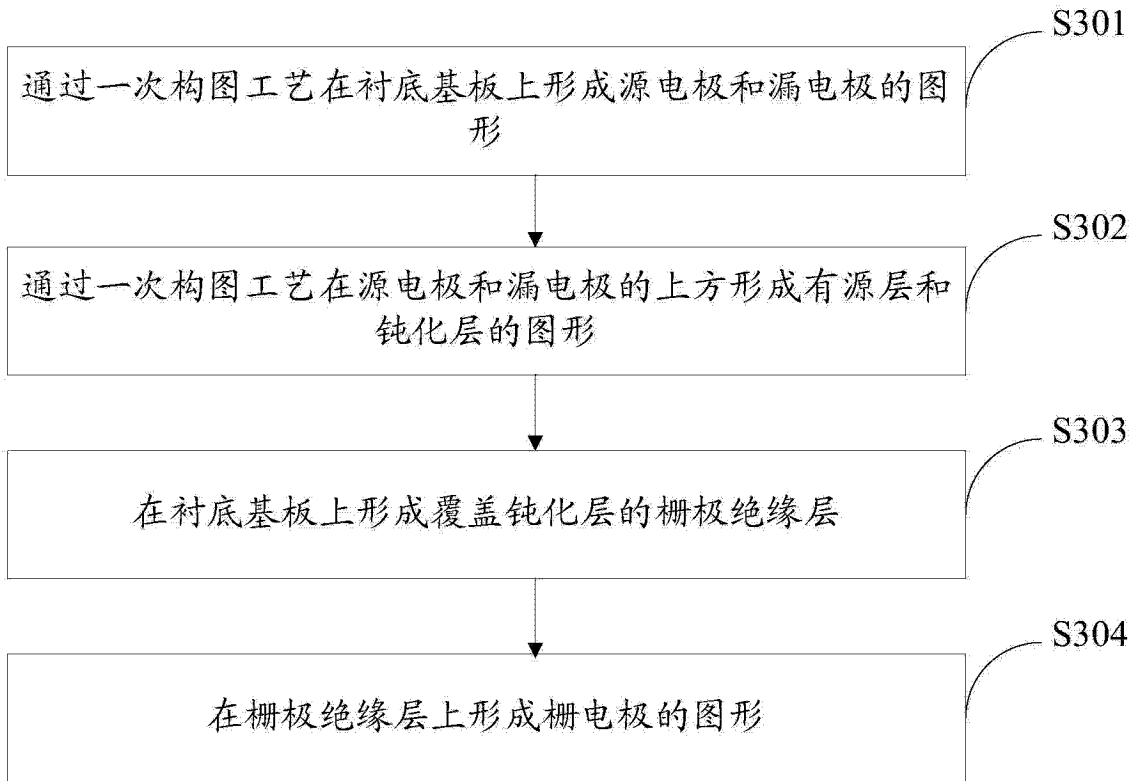 S301
通过一次构图工艺在衬底基板上形成源电极和漏电极的图
形
S302
通过一次构图工艺在源电极和漏电极的上方形成有源层和
钝化层的图形
S303
在衬底基板上形成覆盖钝化层的栅极绝缘层
S304
在栅极绝缘层上形成栅电极的图形